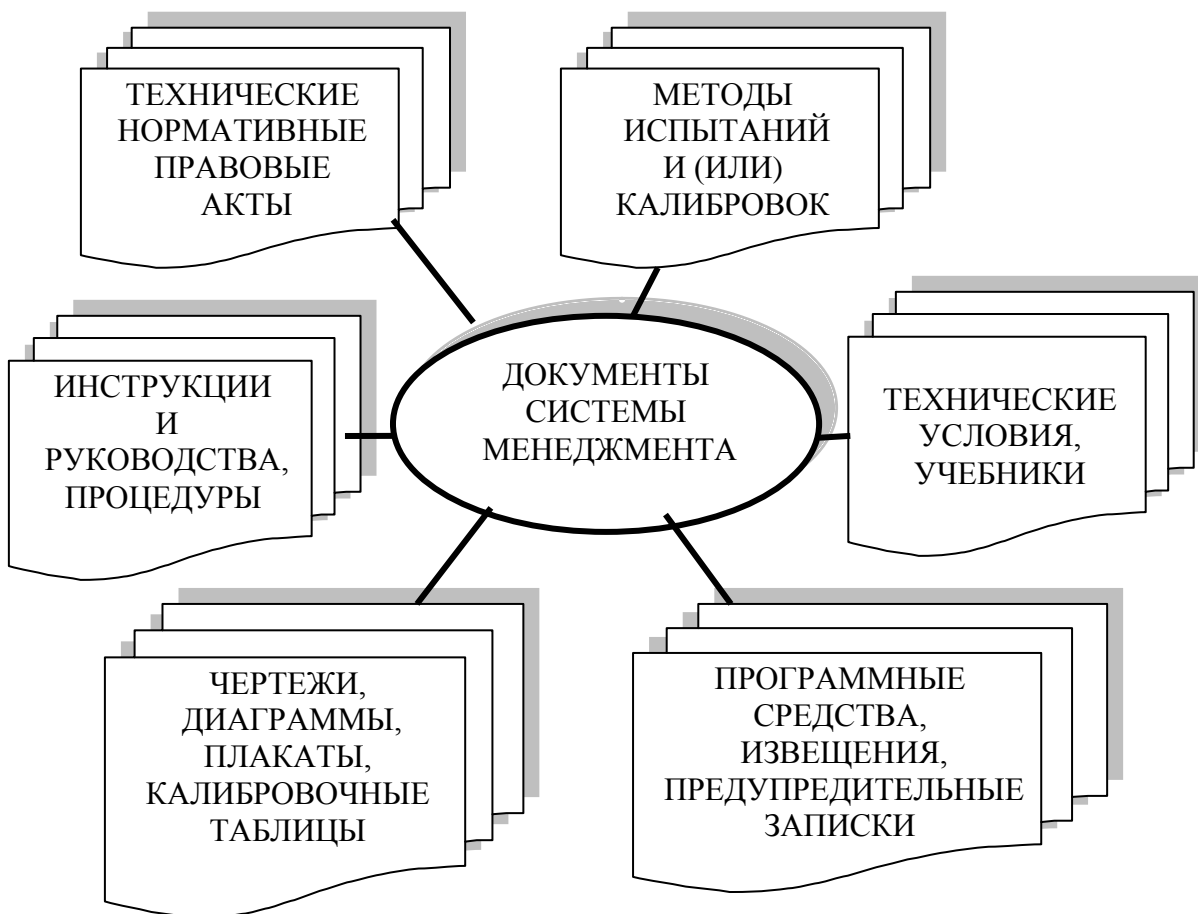 ТЕХНИЧЕСКИЕ
НОРМАТИВНЫЕ
ПРАВОВЫЕ
АКТЫ
МЕТОДЫ
ИСПЫТАНИЙ
И (ИЛИ)
КАЛИБРОВОК
ИНСТРУКЦИИ
И
РУКОВОДСТВА,
ПРОЦЕДУРЫ
ДОКУМЕНТЫ
СИСТЕМЫ
МЕНЕДЖМЕНТА
ТЕХНИЧЕСКИЕ
УСЛОВИЯ,
УЧЕБНИКИ
ЧЕРТЕЖИ,
ДИАГРАММЫ,
ПЛАКАТЫ,
КАЛИБРОВОЧНЫЕ
ТАБЛИЦЫ
ПРОГРАММНЫЕ
СРЕДСТВА,
ИЗВЕЩЕНИЯ,
ПРЕДУПРЕДИТЕЛЬНЫЕ
ЗАПИСКИ